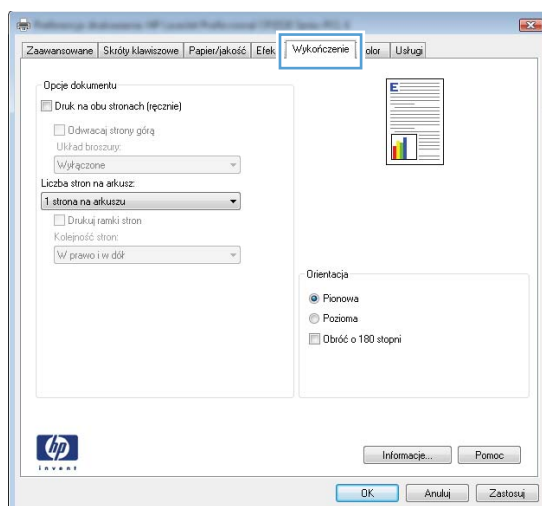 Zaawansowane Skróty klawiszowe Papier/jakość Efek Wykończenie olor Usługi
Opcje dokumentu
Druk na obu stronach (ręcznie)
Odwracaj strony górą
Układ broszury:
Wyłączone
Liczba stron na arkusz:
1 strona na arkuszu
Drukuj ramki stron
Kolejność stron:
W prawo i w dół
E
Orientacja
Pionowa
Pozioma
Obróć o 180 stopni
hp
invent
Informacje... Pomoc
OK Anuluj Zastosuj